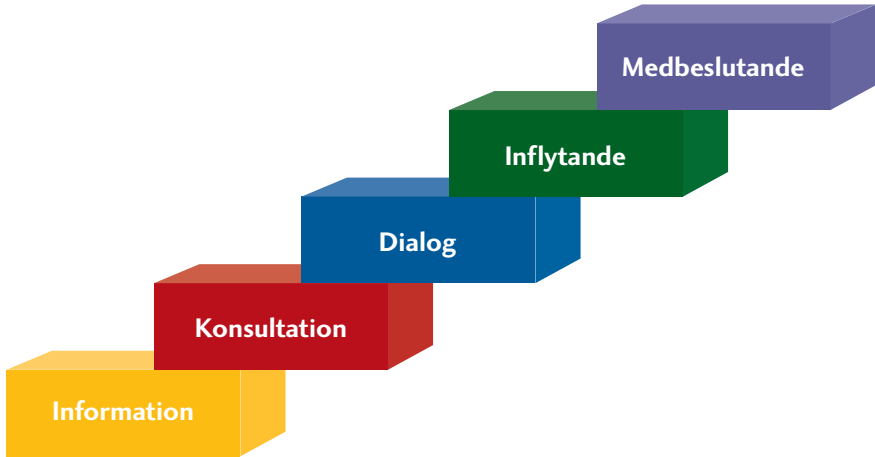 Medbeslutande
Inflytande
Dialog
Konsultation
Information